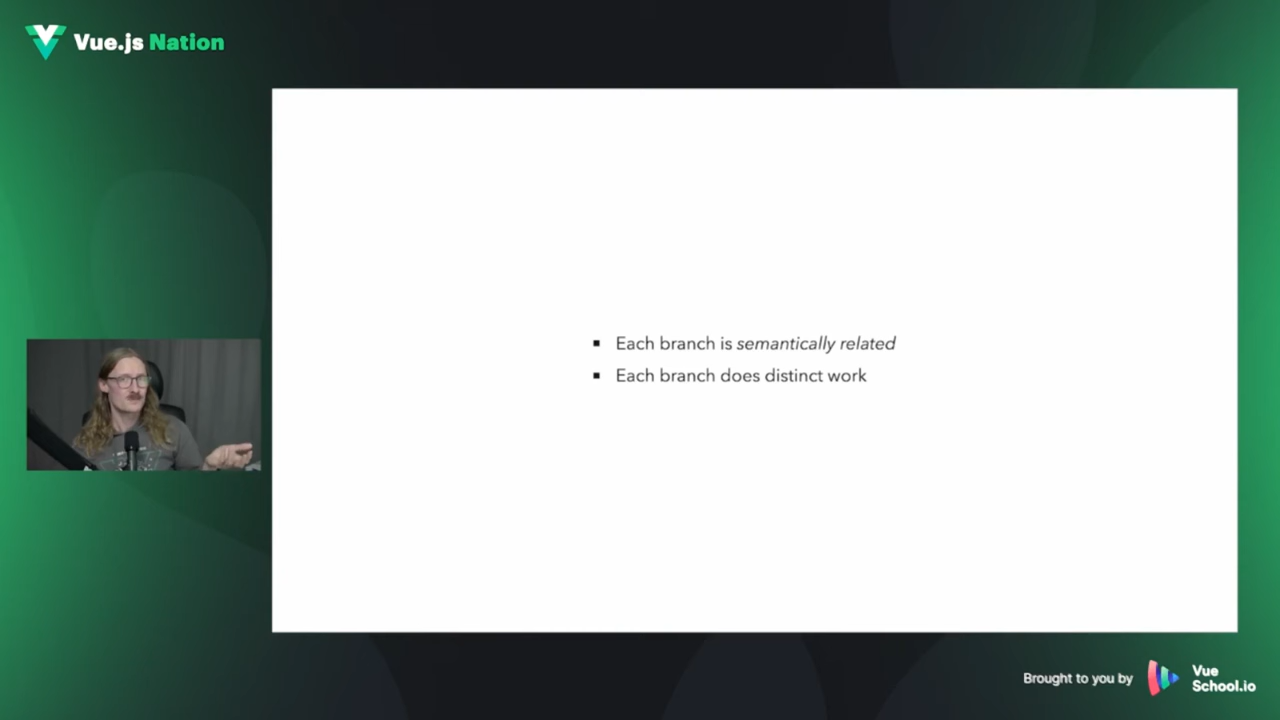 Vue.js Nation
Each branch is semantically related
Each branch does distinct work
Brought to you by
Vue
School.io